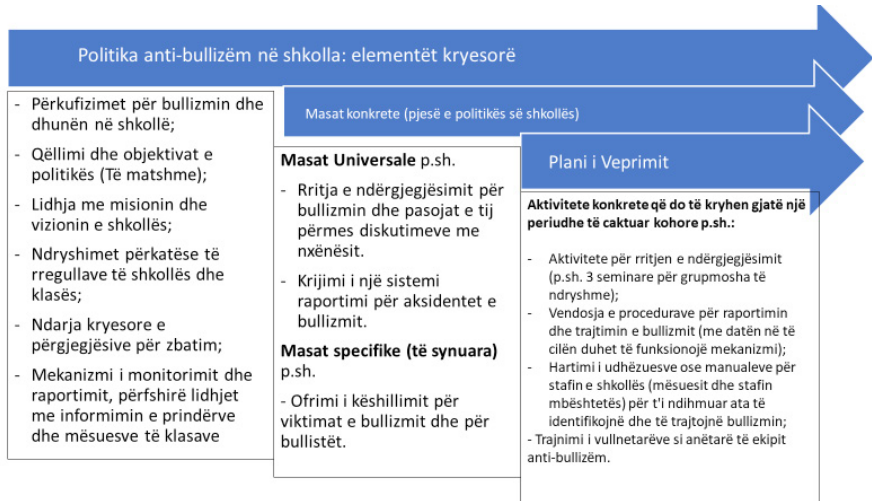 Politika anti-bullizëm në shkolla: elementët kryesorë
- Përkufizimet për bullizmin dhe
dhunën në shkollë;
- Qëllimi dhe objektivat e
politikës (Të matshme);
- Lidhja me misionin dhe
vizionin e shkollës;
- Ndryshimet përkatëse të
rregullave të shkollës dhe
klasës;
- Ndarja kryesore e
përgjegjësive për zbatim;
- Mekanizmi i monitorimit dhe
raportimit, përfshirë lidhjet
me informimin e prindërve
dhe mësuesve të klasave
Masat konkrete (pjesë e politikës së shkollës)
Masat Universale p.sh.
- Rritja e ndërgjegjësimit për
bullizmin dhe pasojat e tij
përmes diskutimeve me
nxënësit.
- Krijimi i një sistemi
raportimi për aksidentet e
bullizmit.
Masat specifike (të synuara)
p.sh.
- Ofrimi i këshillimit për
viktimat e bullizmit dhe për
bullistët.
Plani i Veprimit
Aktivitete konkrete që do të kryhen gjatë një
periudhe të caktuar kohore p.sh.:
- Aktivitete për rritjen e ndërgjegjësimit
(p.sh. 3 seminare për grupmosha të
ndryshme);
- Vendosja e procedurave për raportimin
dhe trajtimin e bullizmit (me datën në të
cilën duhet të funksionojë mekanizmi);
- Hartimi i udhëzuesve ose manualeve për
stafin e shkollës (mësuesit dhe stafin
mbështetës) për t'i ndihmuar ata të
identifikojnë dhe të trajtojnë bullizmin;
- Trajnimi i vullnetarëve si anëtarë të ekipit
anti-bullizëm.